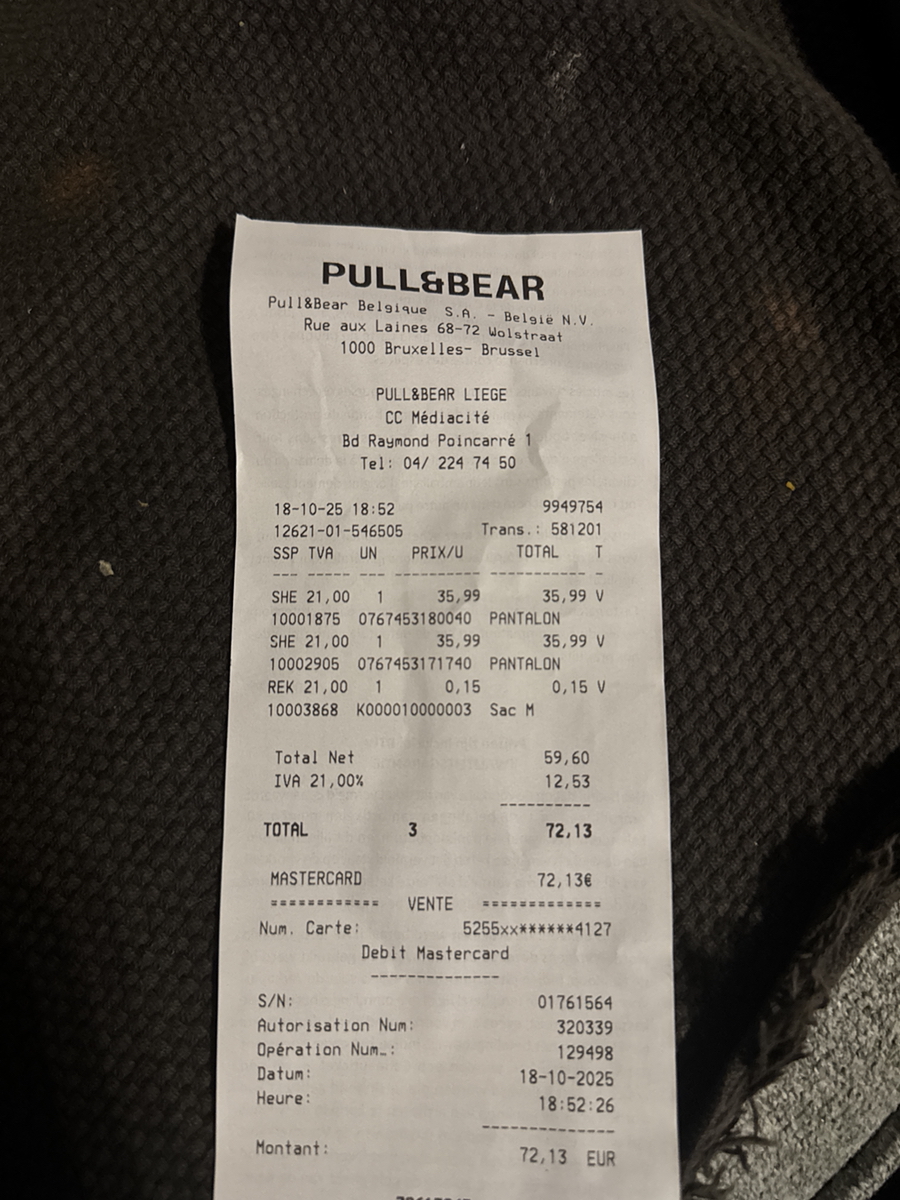 PULL&BEAR
Pull&Bear Belgique S.A. - België N.V.
Rue aux Laines 68-72 Wolstraat
1000 Bruxelles- Brussel
PULL&BEAR LIEGE
CC Médiacité
Bd Raymond Poincarré 1
Tel: 04/ 224 74 50
18-10-25 18:52 9949754
12621-01-546505 Trans.: 581201
SSP TVA UN PRIX/U TOTAL T
--- ----- --- ---------- ----------- -
SHE 21,00 1 35,99 35,99 V
10001875 0767453180040 PANTALON
SHE 21,00 1 35,99 35,99 V
10002905 0767453171740 PANTALON
REK 21,00 1 0,15 0,15 V
10003868 K000010000003 Sac M
Total Net 59,60
IVA 21,00% 12,53
----------
TOTAL 3 72,13
MASTERCARD 72,13€
============ VENTE =============
Num. Carte: 5255xx******4127
Debit Mastercard
--------------
S/N: 01761564
Autorisation Num: 320339
Opération Num.: 129498
Datum: 18-10-2025
Heure: 18:52:26
--------------
Montant: 72,13 EUR